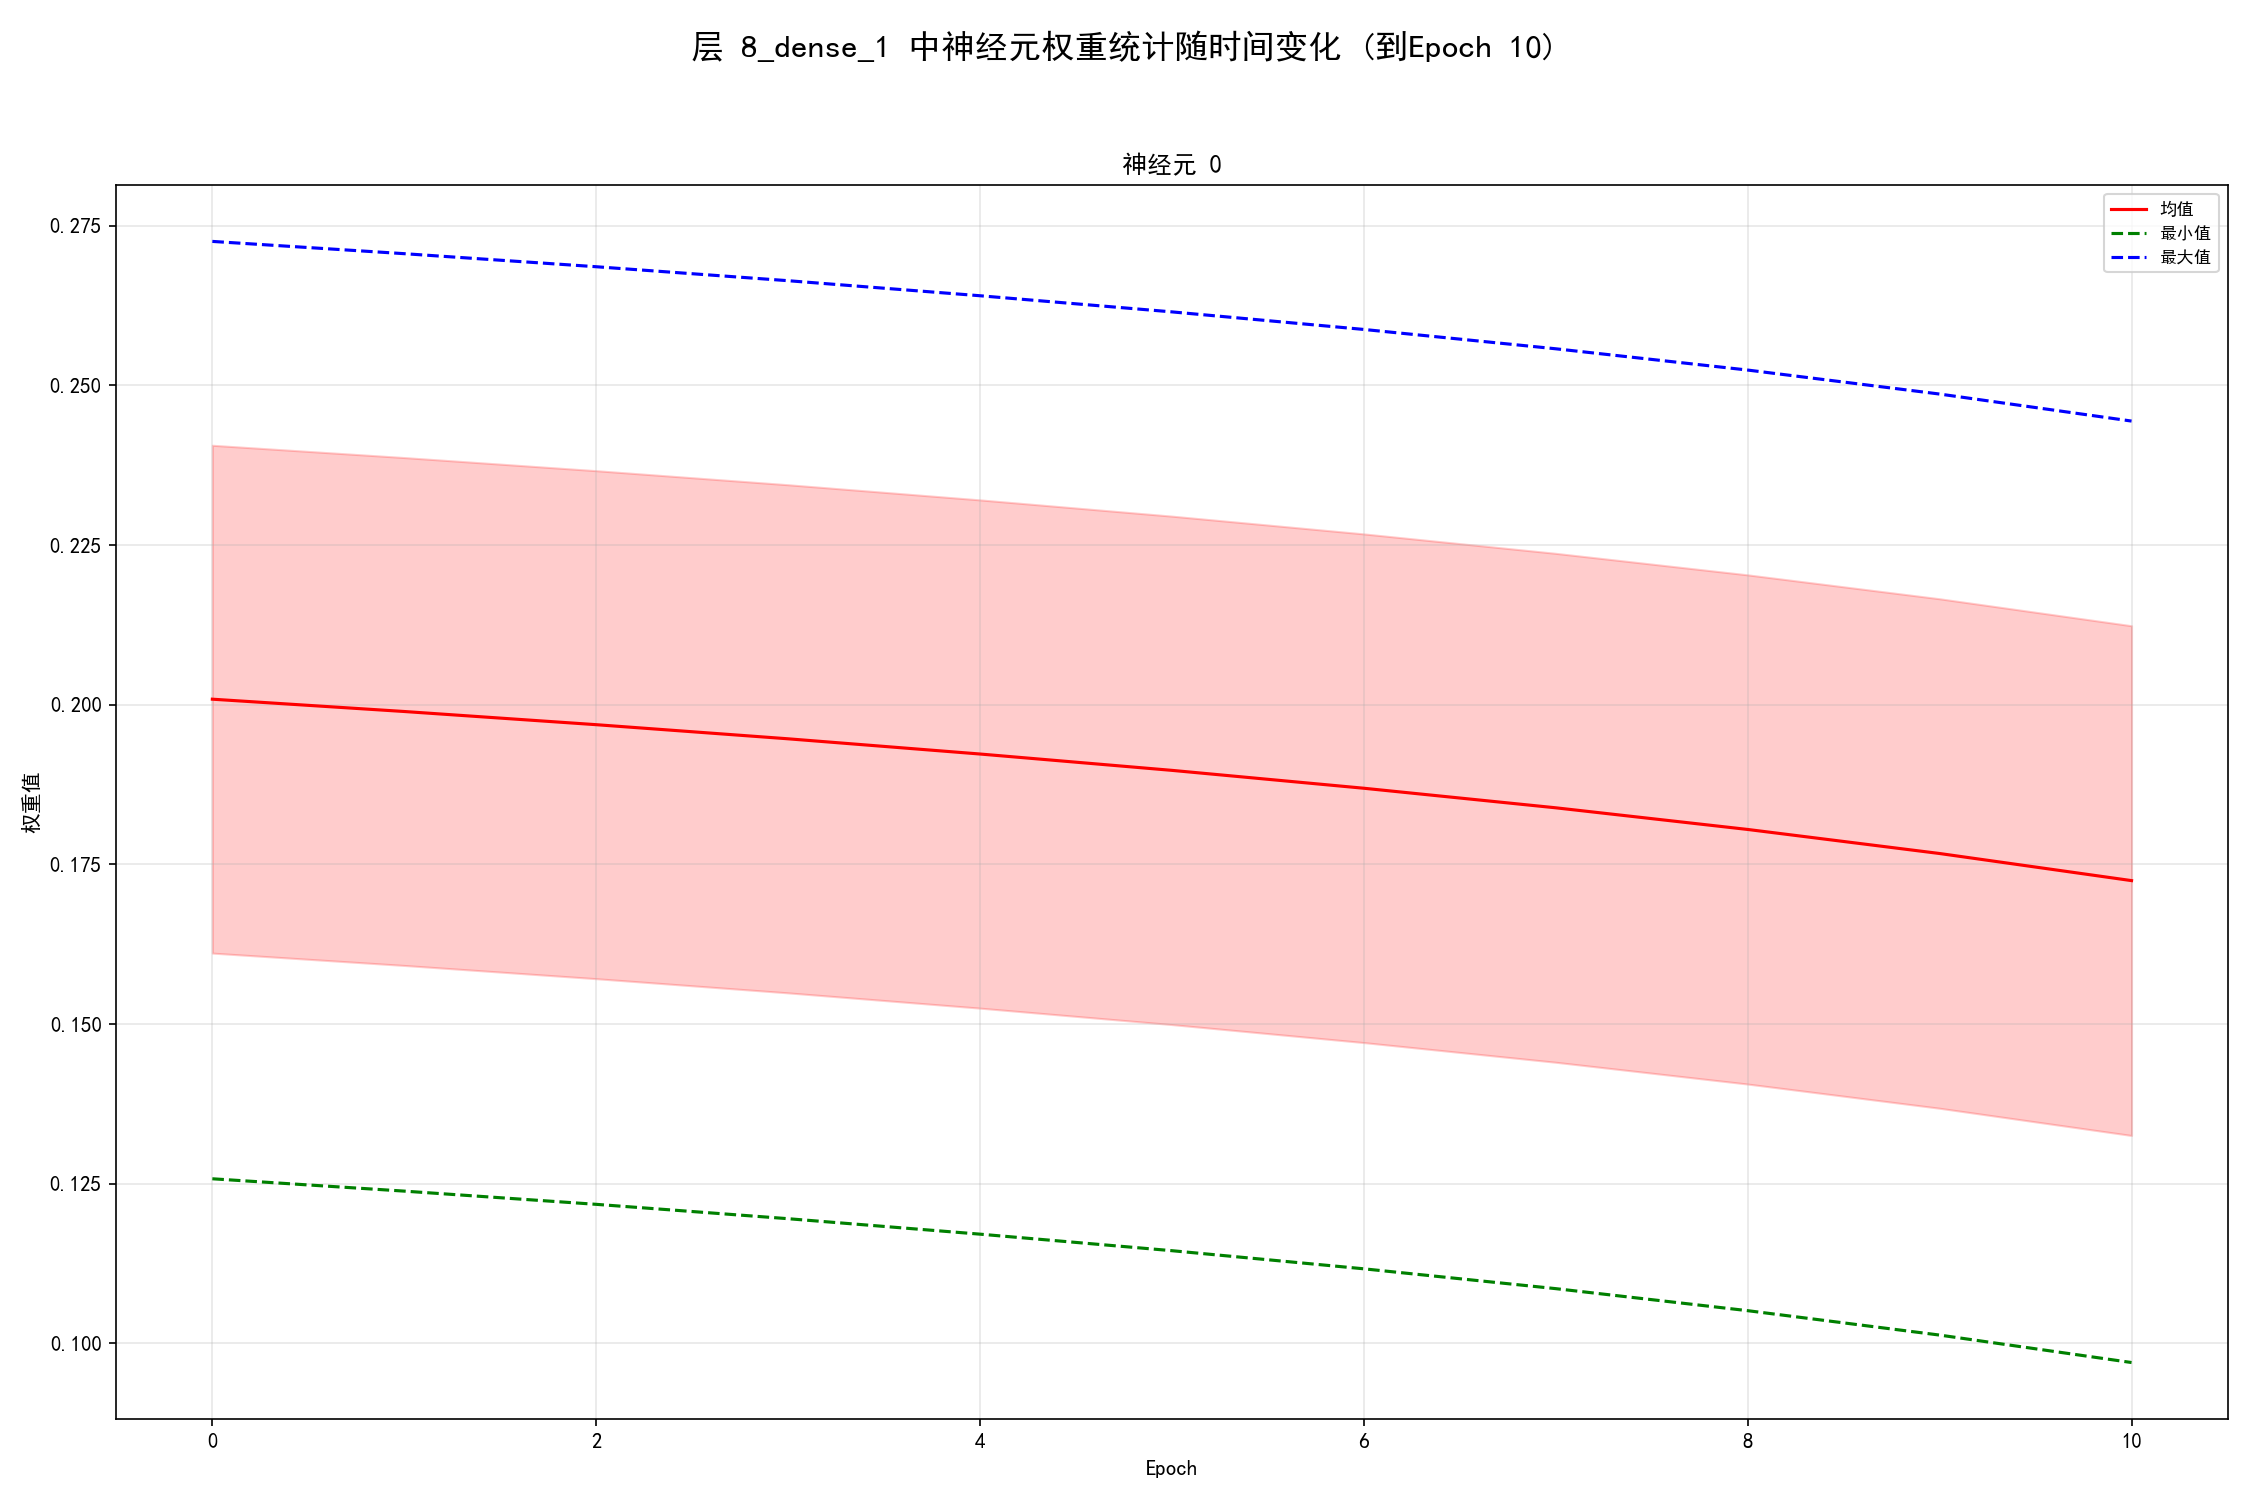 层 8_dense_1 中神经元权重统计随时间变化 (到Epoch 10)
神经元 0
均值
最小值
最大值
0.275
0.250
0.225
0.200
0.175
0.150
0.125
0.100
权重值
0 2 4 6 8 10
Epoch